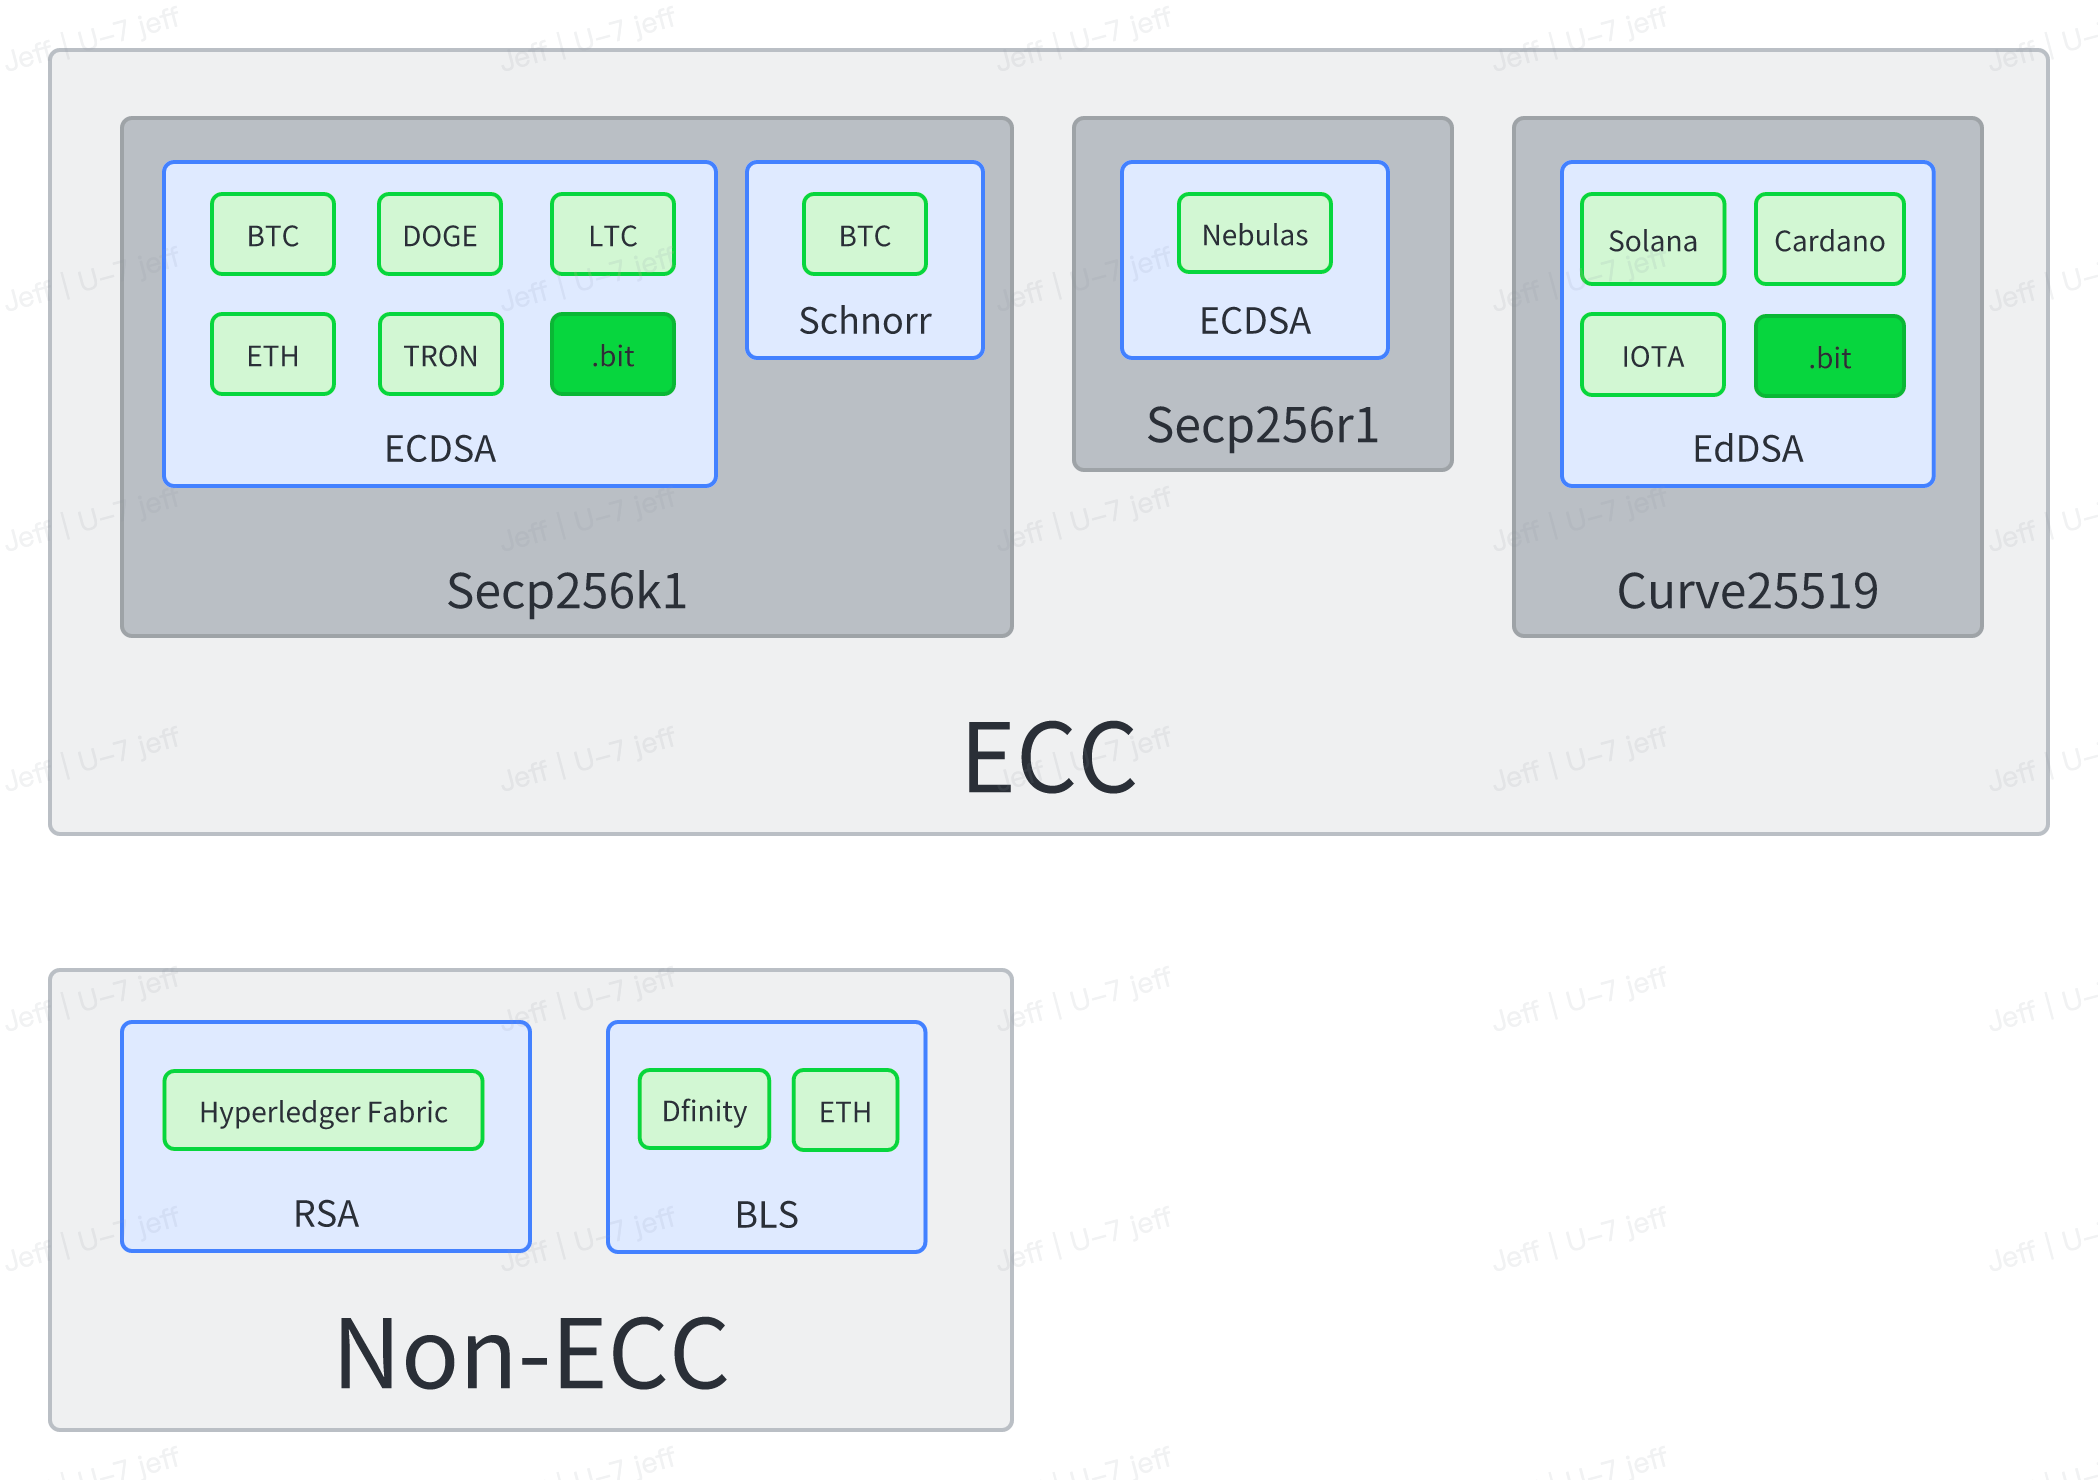 BTC DOGE LTC
ETH TRON .bit
ECDSA
BTC
Schnorr
Secp256k1
Nebulas
ECDSA
Secp256r1
Solana Cardano
IOTA .bit
EdDSA
Curve25519
ECC
Hyperledger Fabric
RSA
Dfinity ETH
BLS
Non-ECC
Jeff | U-7 jeff